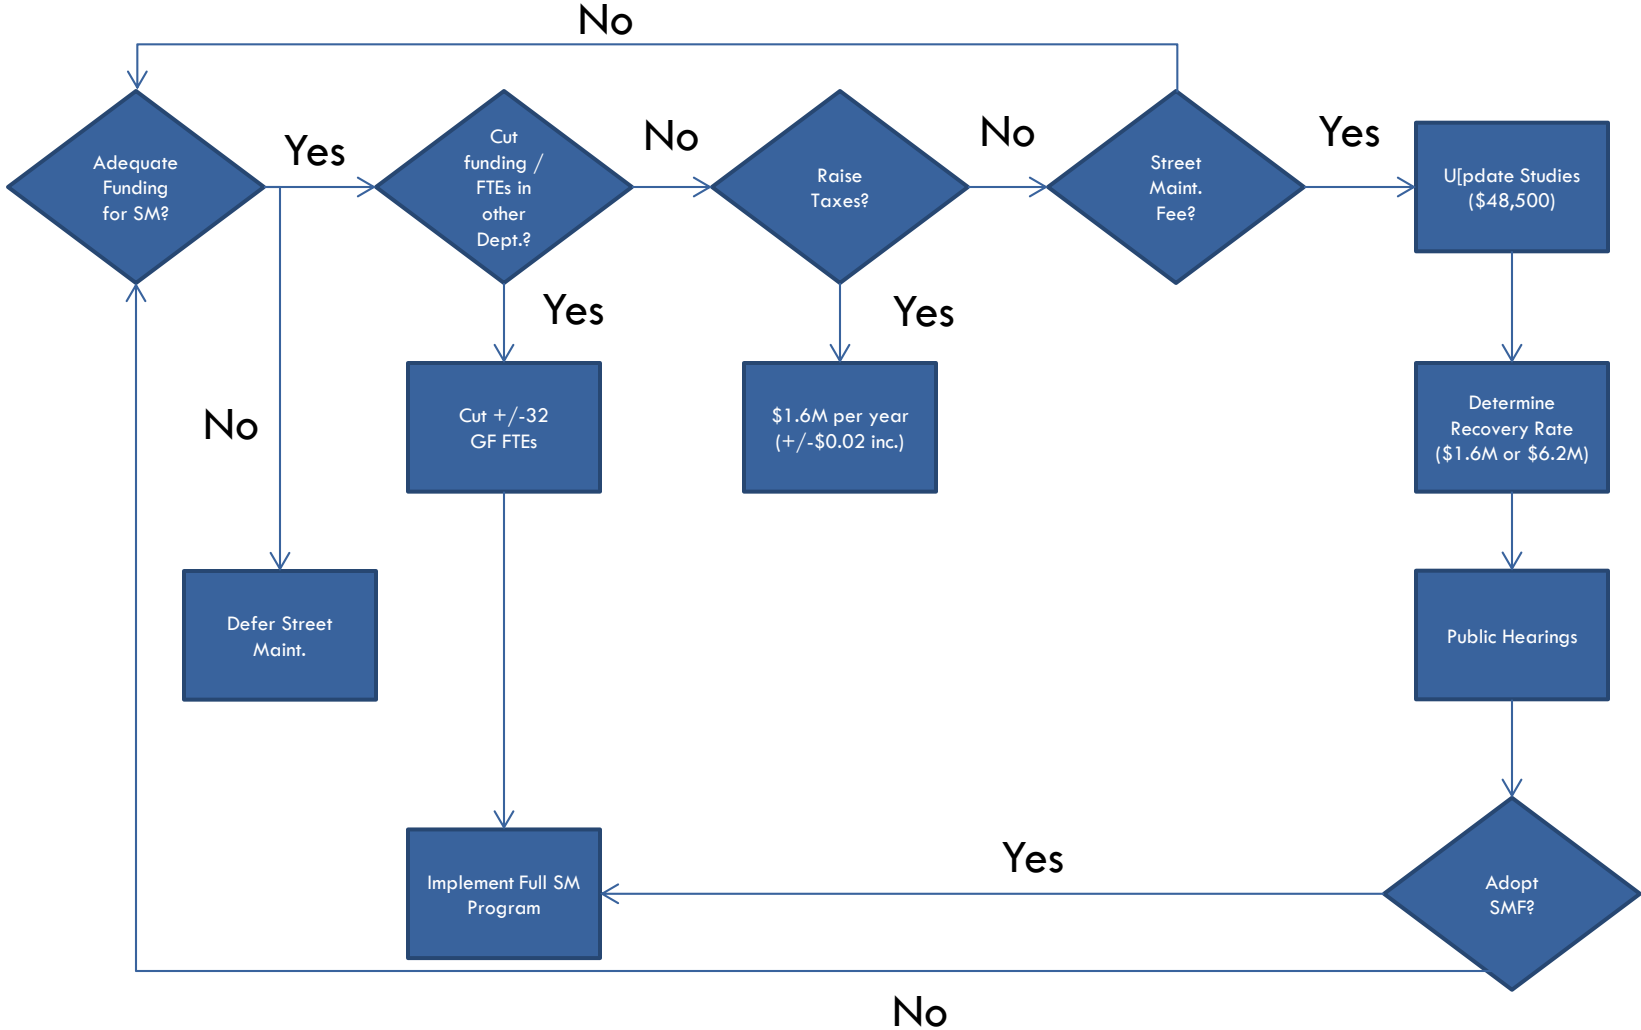 No
Adequate
Funding
for SM?
Yes
Cut
funding /
FTEs in
other
Dept.?
No
Raise
Taxes?
No
Street
Maint.
Fee?
Yes
U[pdate Studies
($48,500)
No
Yes
Yes
Cut +/-32
GF FTEs
$1.6M per year
(+/-$0.02 inc.)
Determine
Recovery Rate
($1.6M or $6.2M)
Defer Street
Maint.
Public Hearings
Implement Full SM
Program
Yes
Adopt
SMF?
No